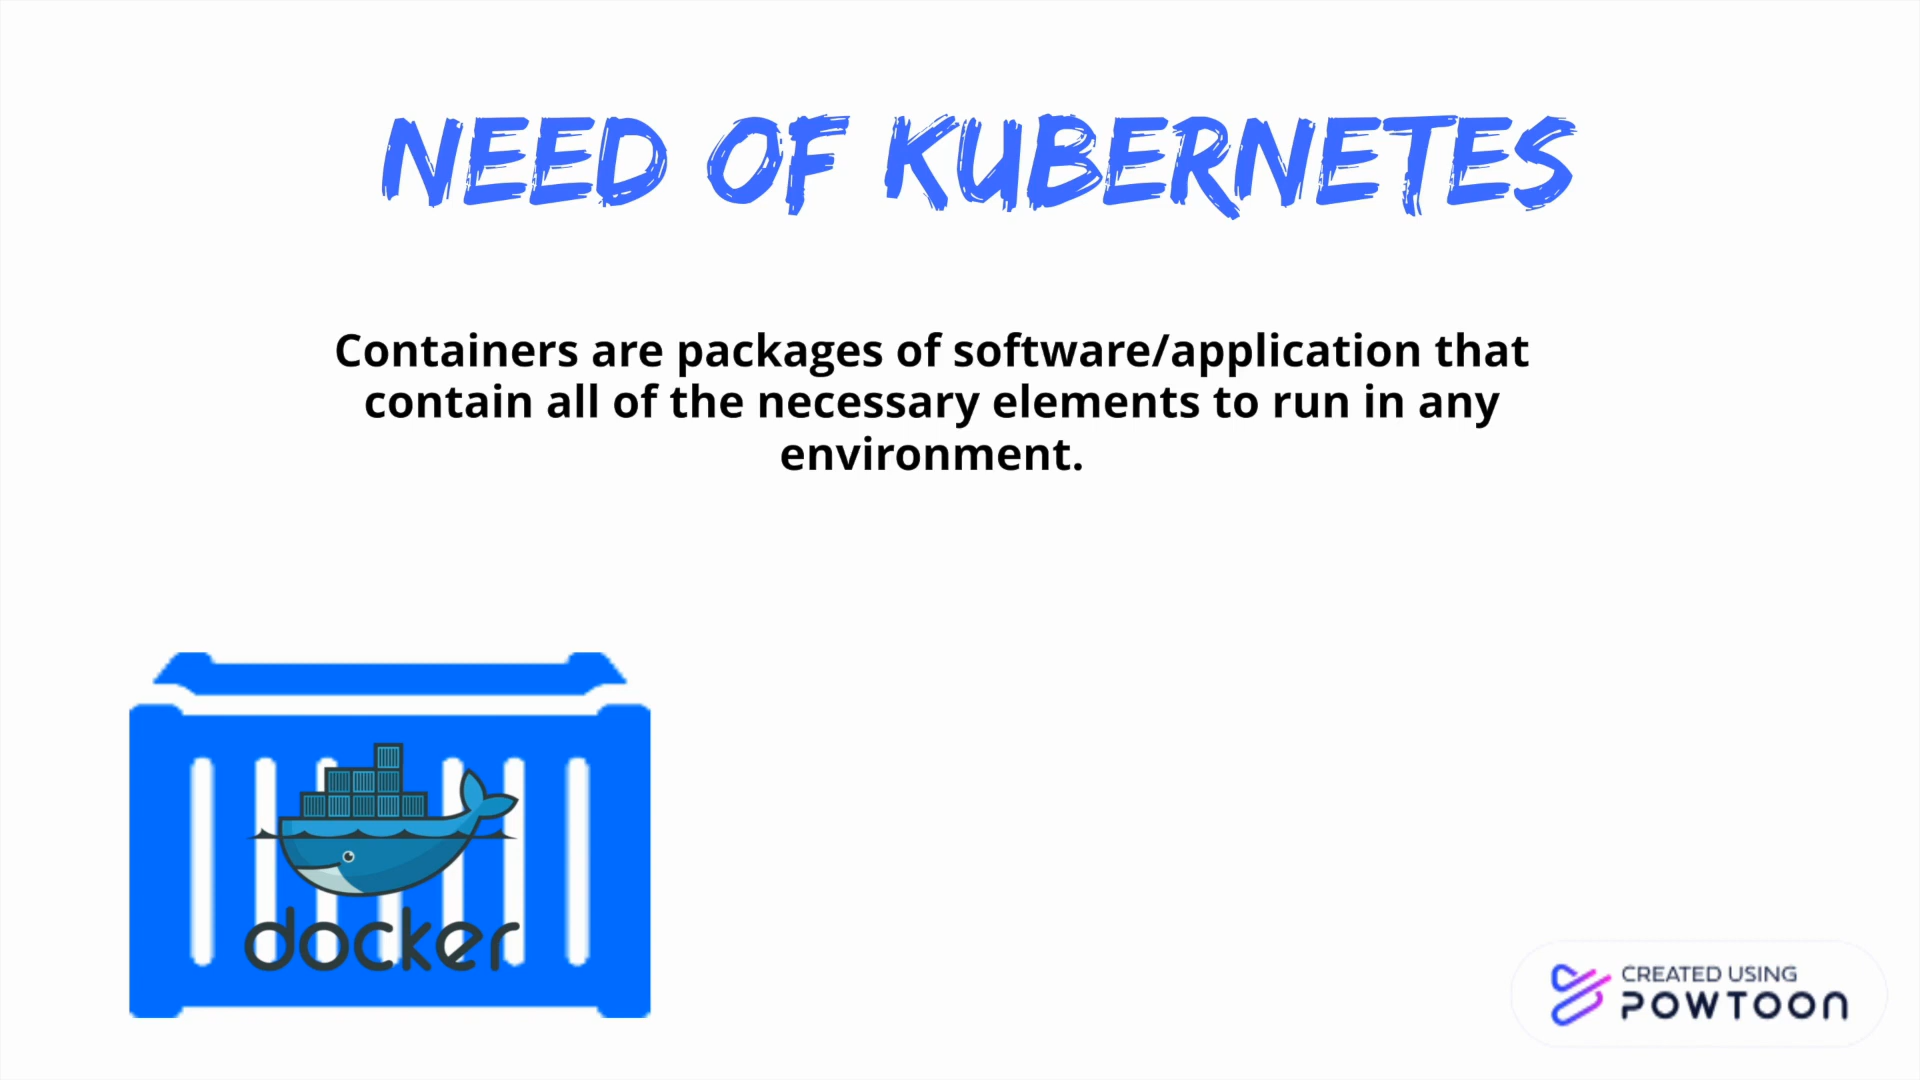 NEED OF KUBERNETES
Containers are packages of software/application that
contain all of the necessary elements to run in any
environment.
docker
CREATED USING
POWTOON